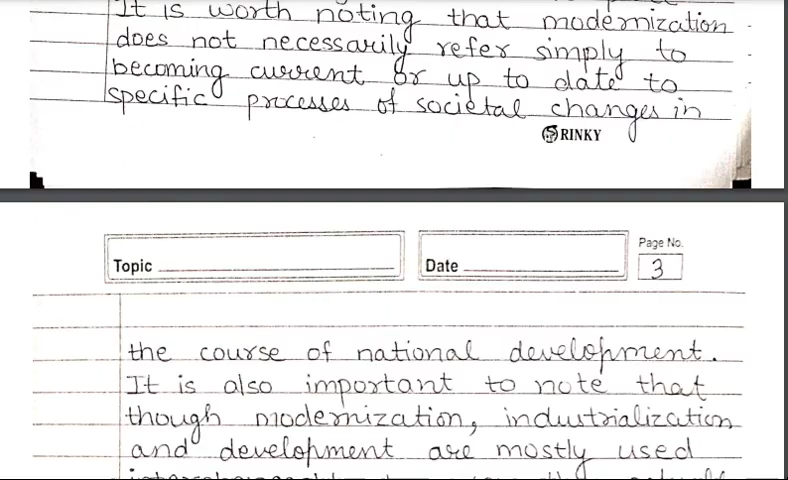 It is worth noting that modernization
does not necessarily refer simply to
becoming current or up to date to
specific processes of societal changes in
RINKY
Topic
Date
Page No.
3
the course of national development.
It is also important to note that
though modernization, industrialization
and development are mostly used